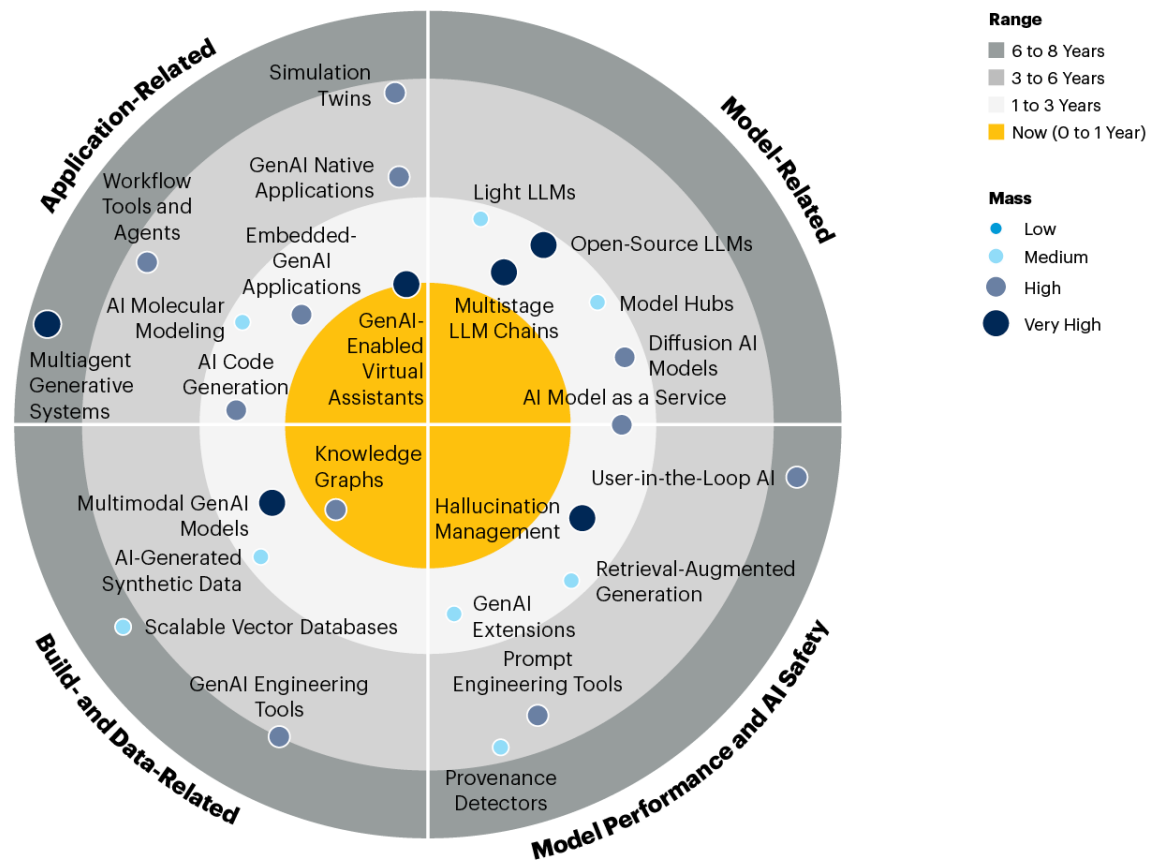 Application-Related
Simulation
Twins
GenAI Native
Applications
Workflow
Tools and
Agents
Embedded-
GenAI
Applications
AI Molecular
Modeling
Multiagent
Generative
Systems
AI Code
Generation
GenAI-
Enabled
Virtual
Assistants
Model-Related
Light LLMs
Open-Source LLMs
Multistage
LLM Chains
Model Hubs
Diffusion AI
Models
AI Model as a Service
Build- and Data-Related
Knowledge
Graphs
Multimodal GenAI
Models
AI-Generated
Synthetic Data
Scalable Vector Databases
GenAI Engineering
Tools
Model Performance and AI Safety
User-in-the-Loop AI
Hallucination
Management
Retrieval-Augmented
Generation
GenAI
Extensions
Prompt
Engineering Tools
Provenance
Detectors
Range
6 to 8 Years
3 to 6 Years
1 to 3 Years
Now (0 to 1 Year)
Mass
Low
Medium
High
Very High